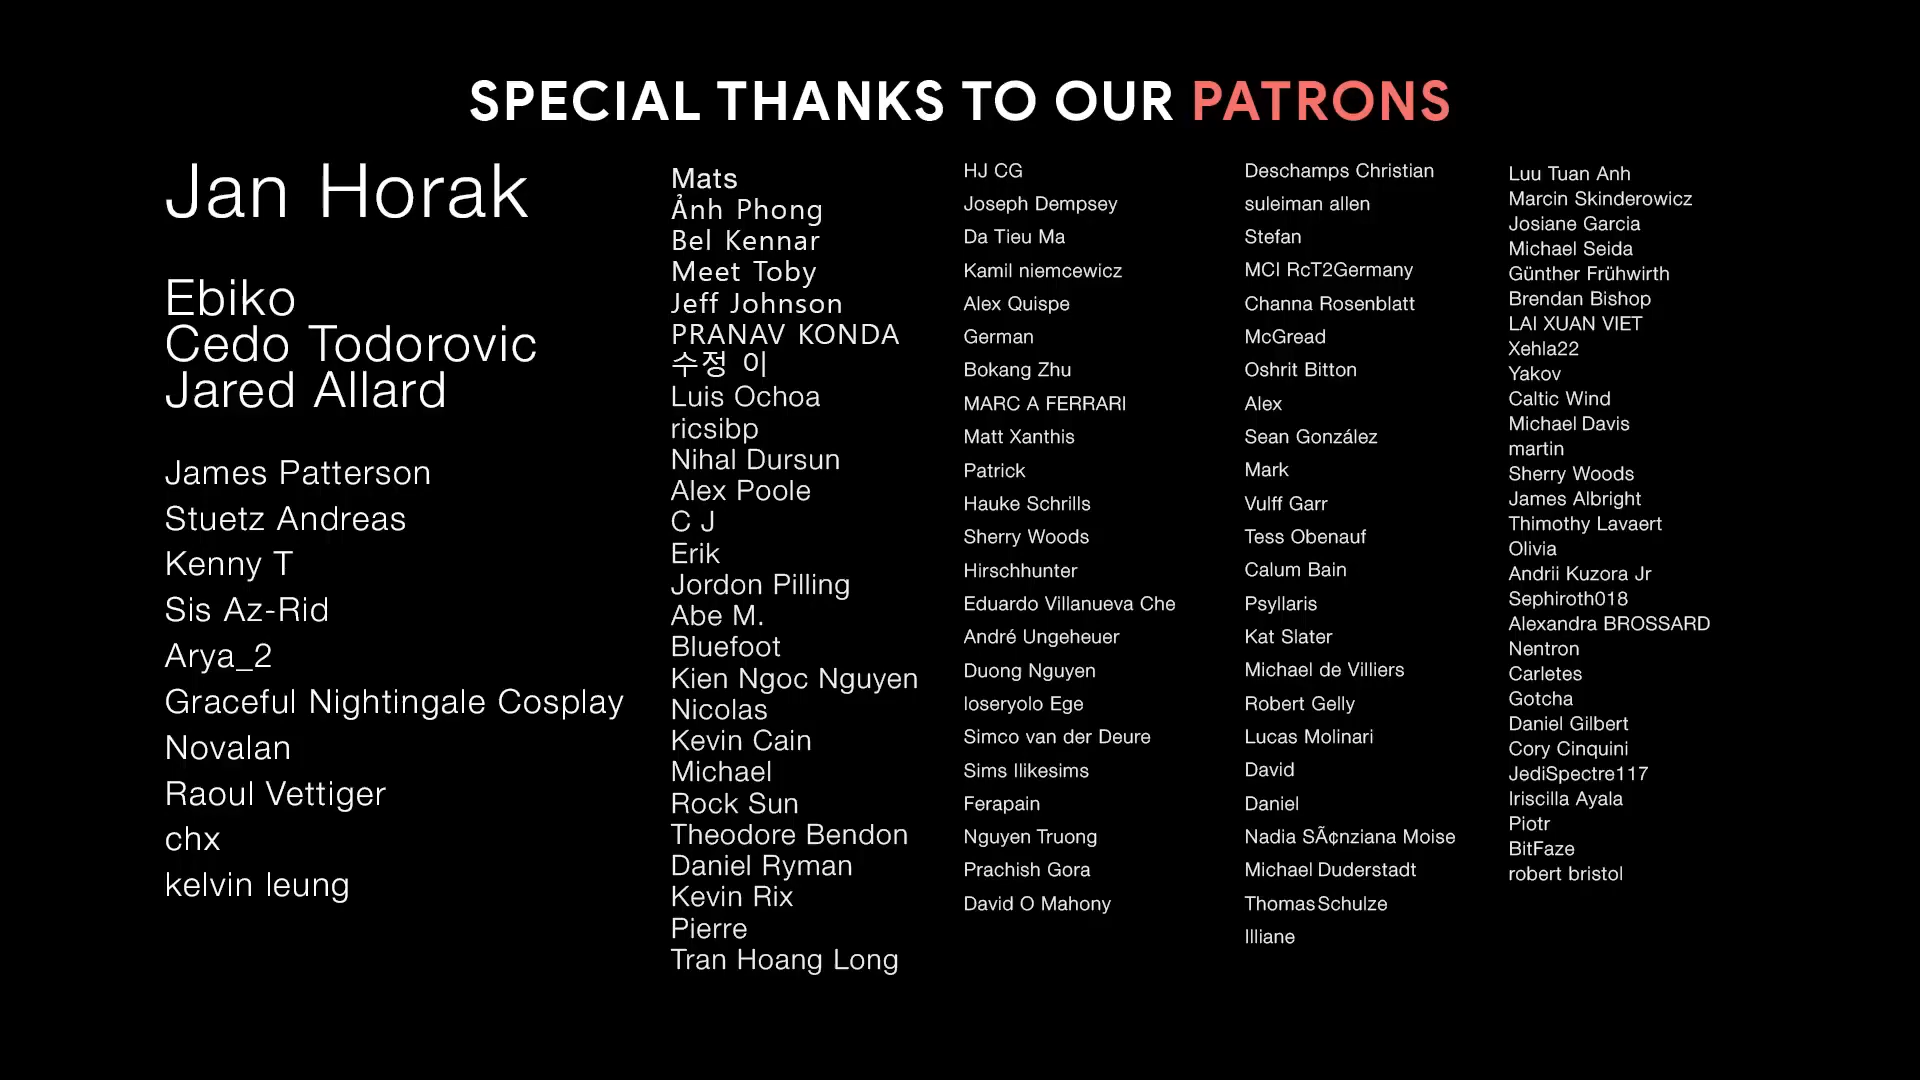 SPECIAL THANKS TO OUR PATRONS
Jan Horak
Ebiko
Cedo Todorovic
Jared Allard
James Patterson
Stuetz Andreas
Kenny T
Sis Az-Rid
Arya_2
Graceful Nightingale Cosplay
Novalan
Raoul Vettiger
chx
kelvin leung
Mats
Ảnh Phong
Bel Kennar
Meet Toby
Jeff Johnson
PRANAV KONDA
수정 이
Luis Ochoa
ricsibp
Nihal Dursun
Alex Poole
C J
Erik
Jordon Pilling
Abe M.
Bluefoot
Kien Ngoc Nguyen
Nicolas
Kevin Cain
Michael
Rock Sun
Theodore Bendon
Daniel Ryman
Kevin Rix
Pierre
Tran Hoang Long
HJ CG
Joseph Dempsey
Da Tieu Ma
Kamil niemcewicz
Alex Quispe
German
Bokang Zhu
MARC A FERRARI
Matt Xanthis
Patrick
Hauke Schrills
Sherry Woods
Hirschhunter
Eduardo Villanueva Che
André Ungeheuer
Duong Nguyen
loseryolo Ege
Simco van der Deure
Sims Ilikesims
Ferapain
Nguyen Truong
Prachish Gora
David O Mahony
Deschamps Christian
suleiman allen
Stefan
MCI RcT2Germany
Channa Rosenblatt
McGread
Oshrit Bitton
Alex
Sean González
Mark
Vulff Garr
Tess Obenauf
Calum Bain
Psyllaris
Kat Slater
Michael de Villiers
Robert Gelly
Lucas Molinari
David
Daniel
Nadia SÃ¢nziana Moise
Michael Duderstadt
Thomas Schulze
Illiane
Luu Tuan Anh
Marcin Skinderowicz
Josiane Garcia
Michael Seida
Günther Frühwirth
Brendan Bishop
LAI XUAN VIET
Xehla22
Yakov
Caltic Wind
Michael Davis
martin
Sherry Woods
James Albright
Thimothy Lavaert
Olivia
Andrii Kuzora Jr
Sephiroth018
Alexandra BROSSARD
Nentron
Carletes
Gotcha
Daniel Gilbert
Cory Cinquini
JediSpectre117
Iriscilla Ayala
Piotr
BitFaze
robert bristol